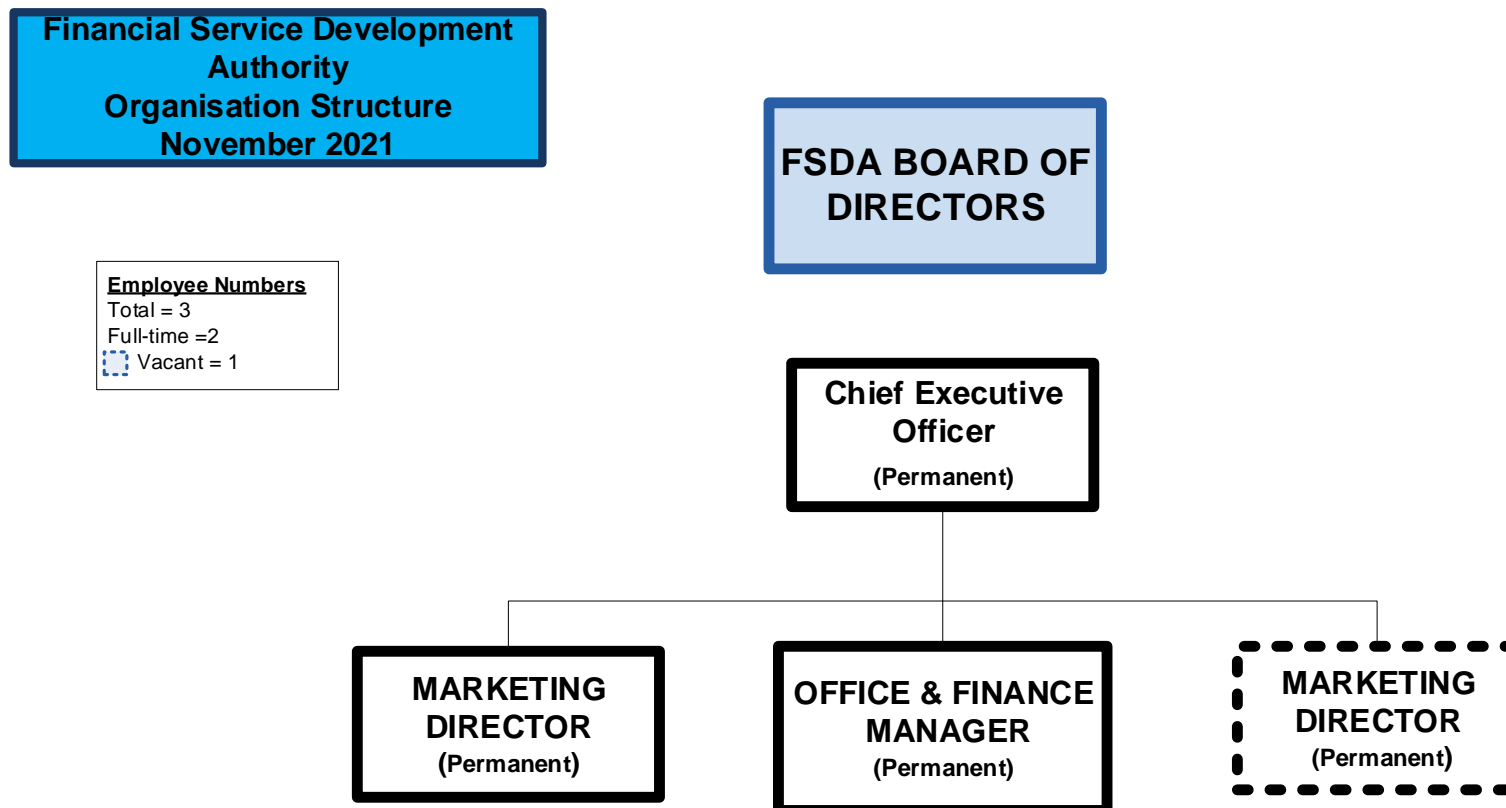 Financial Service Development
Authority
Organisation Structure
November 2021
FSDA BOARD OF
DIRECTORS
Employee Numbers
Total = 3
Full-time =2
Vacant = 1
Chief Executive
Officer
(Permanent)
MARKETING
DIRECTOR
(Permanent)
OFFICE & FINANCE
MANAGER
(Permanent)
MARKETING
DIRECTOR
(Permanent)